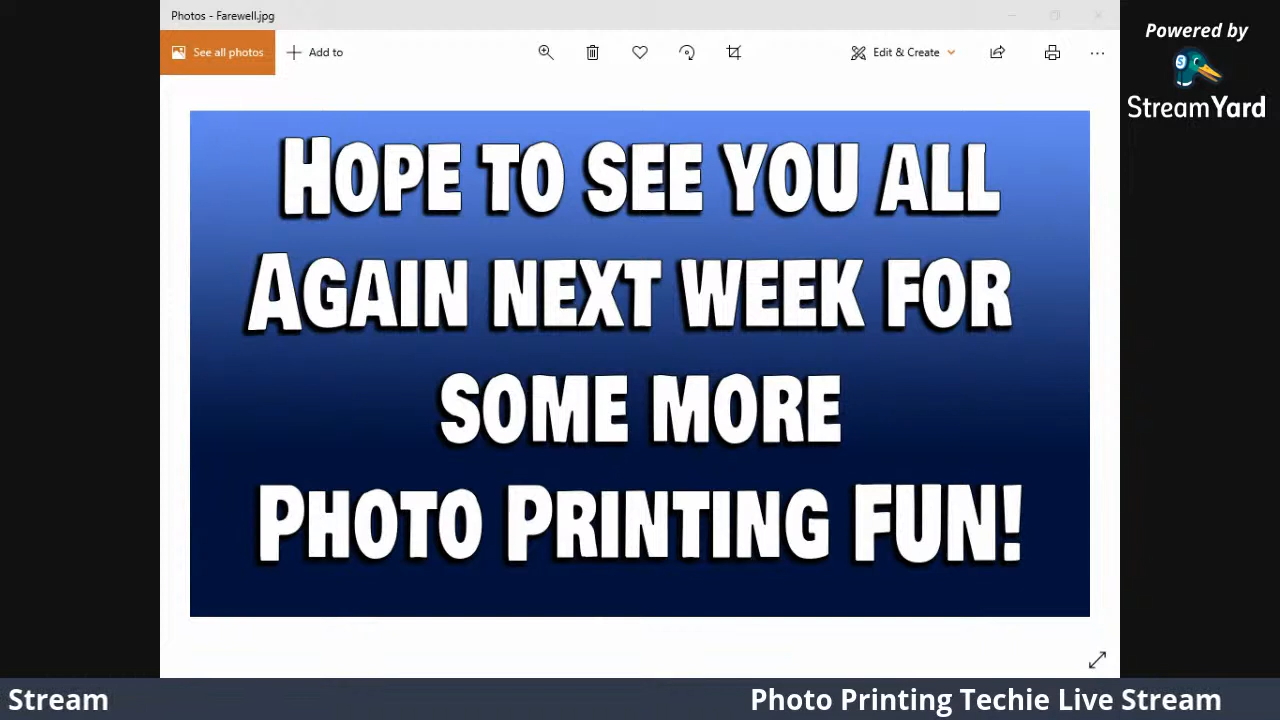 Photos - Farewell.jpg
See all photos
Add to
Edit & Create
Powered by
S
StreamYard
HOPE TO SEE YOU ALL
AGAIN NEXT WEEK FOR
SOME MORE
PHOTO PRINTING FUN!
Stream
Photo Printing Techie Live Stream